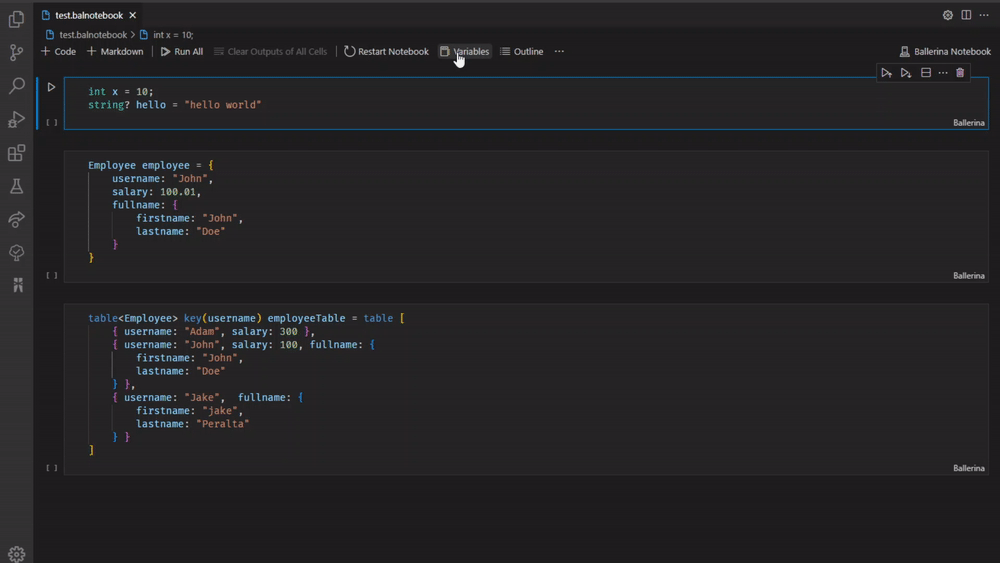 test.balnotebook
test.balnotebook > int x = 10;
+ Code + Markdown Run All Clear Outputs of All Cells Restart Notebook Variables Outline ...
Ballerina Notebook
int x = 10;
string? hello = "hello world"
[ ]
Ballerina
Employee employee = {
username: "John",
salary: 100.01,
fullname: {
firstname: "John",
lastname: "Doe"
}
}
[ ]
Ballerina
table<Employee> key(username) employeeTable = table [
{ username: "Adam", salary: 300 },
{ username: "John", salary: 100, fullname: {
firstname: "John",
lastname: "Doe"
} },
{ username: "Jake",  fullname: {
firstname: "jake",
lastname: "Peralta"
} }
]
[ ]
Ballerina